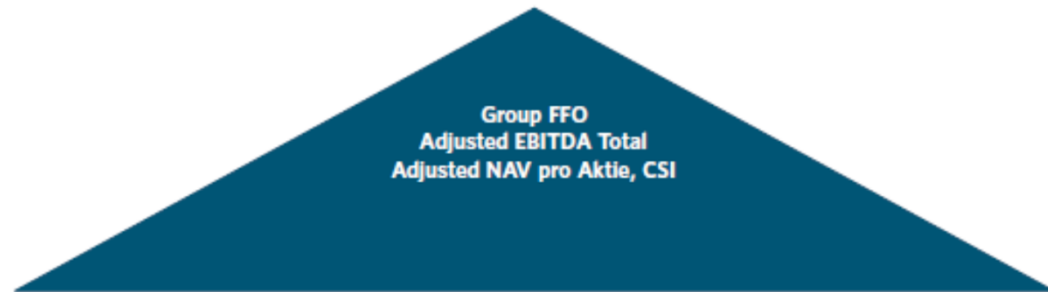 Group FFO
Adjusted EBITDA Total
Adjusted NAV pro Aktie, CSI